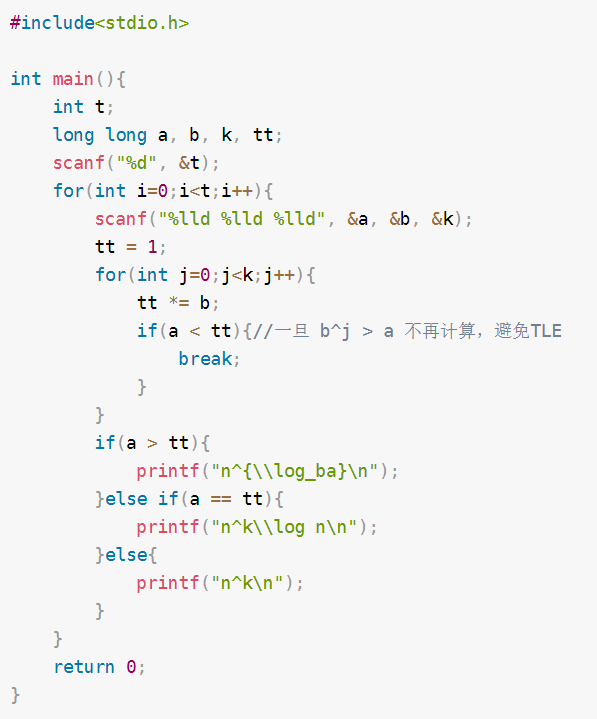 #include<stdio.h>

int main(){
    int t;
    long long a, b, k, tt;
    scanf("%d", &t);
    for(int i=0;i<t;i++){
        scanf("%lld %lld %lld", &a, &b, &k);
        tt = 1;
        for(int j=0;j<k;j++){
            tt *= b;
            if(a < tt){//一旦 b^j > a 不再计算，避免TLE
                break;
            }
        }
        if(a > tt){
            printf("n^{\\log_ba}\n");
        }else if(a == tt){
            printf("n^k\\log n\n");
        }else{
            printf("n^k\n");
        }
    }
    return 0;
}